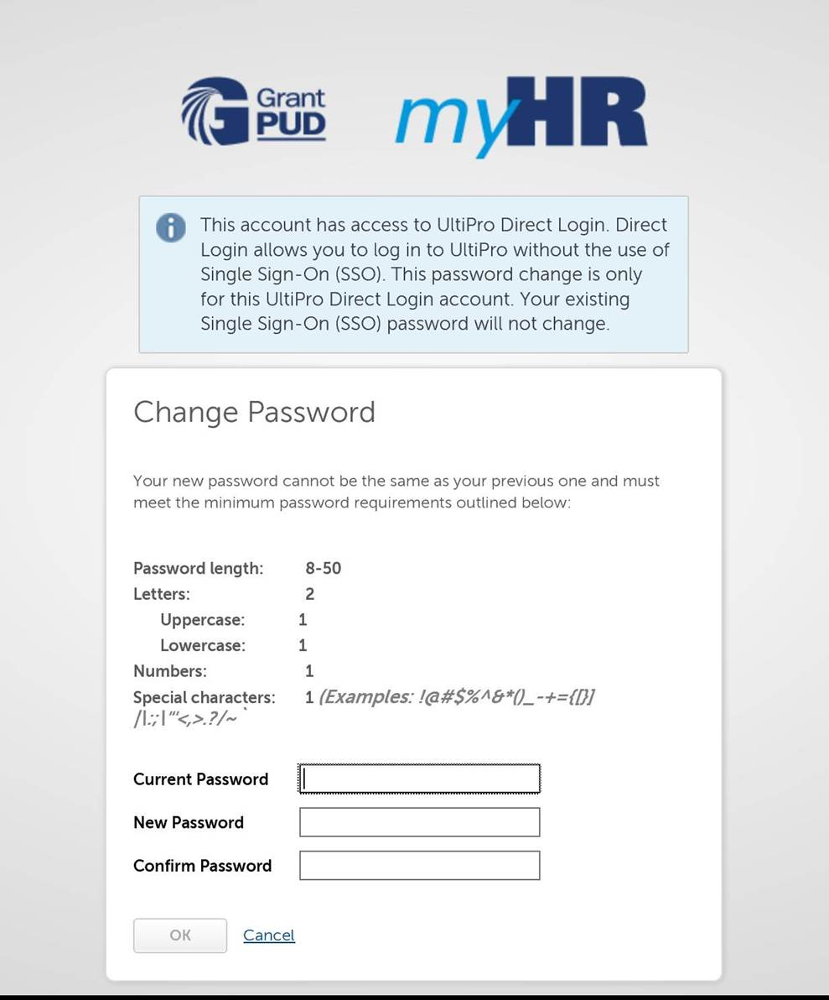 Grant
PUD
myHR
This account has access to UltiPro Direct Login. Direct
Login allows you to log in to UltiPro without the use of
Single Sign-On (SSO). This password change is only
for this UltiPro Direct Login account. Your existing
Single Sign-On (SSO) password will not change.
Change Password
Your new password cannot be the same as your previous one and must
meet the minimum password requirements outlined below:
Password length: 8-50
Letters: 2
Uppercase: 1
Lowercase: 1
Numbers: 1
Special characters: 1 (Examples: !@#$%^&*()_-+={[}]
/|:;\"'<,>.?/~`
Current Password
New Password
Confirm Password
OK Cancel